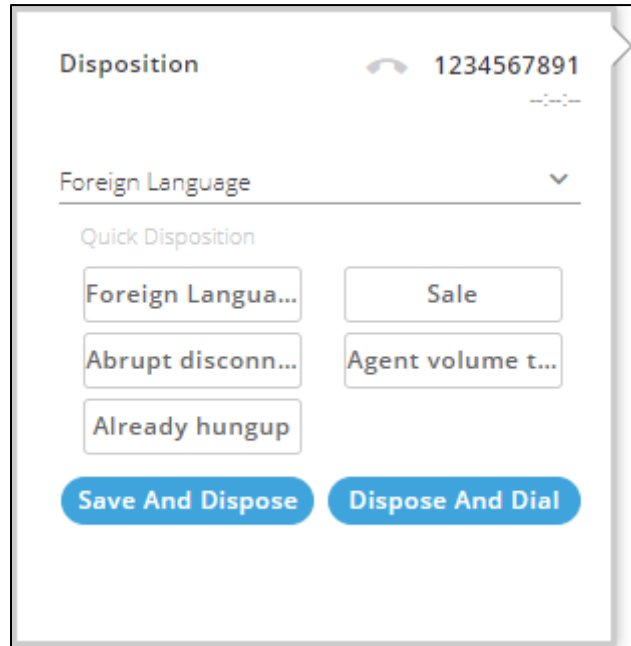 Disposition 1234567891
--:--:--
Foreign Language
Quick Disposition
Foreign Langua... Sale
Abrupt disconn... Agent volume t...
Already hungup
Save And Dispose Dispose And Dial